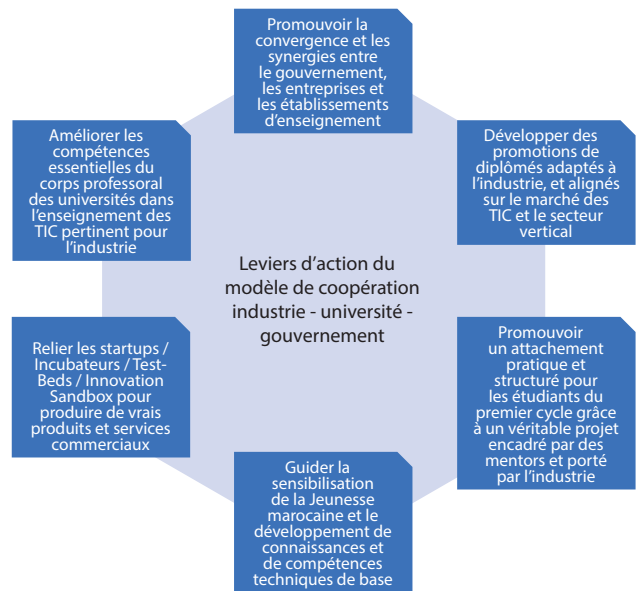 Promouvoir la
convergence et les
synergies entre
le gouvernement,
les entreprises et
les établissements
d’enseignement
Améliorer les
compétences
essentielles du
corps professoral
des universités dans
l’enseignement des
TIC pertinent pour
l’industrie
Développer des
promotions de
diplômés adaptés à
l’industrie, et alignés
sur le marché des
TIC et le secteur
vertical
Leviers d’action du
modèle de coopération
industrie - université -
gouvernement
Relier les startups /
Incubateurs / Test-
Beds / Innovation
Sandbox pour
produire de vrais
produits et services
commerciaux
Promouvoir
un attachement
pratique et
structuré pour
les étudiants du
premier cycle grâce
à un véritable projet
encadré par des
mentors et porté
par l’industrie
Guider la
sensibilisation
de la Jeunesse
marocaine et le
développement de
connaissances et
de compétences
techniques de base